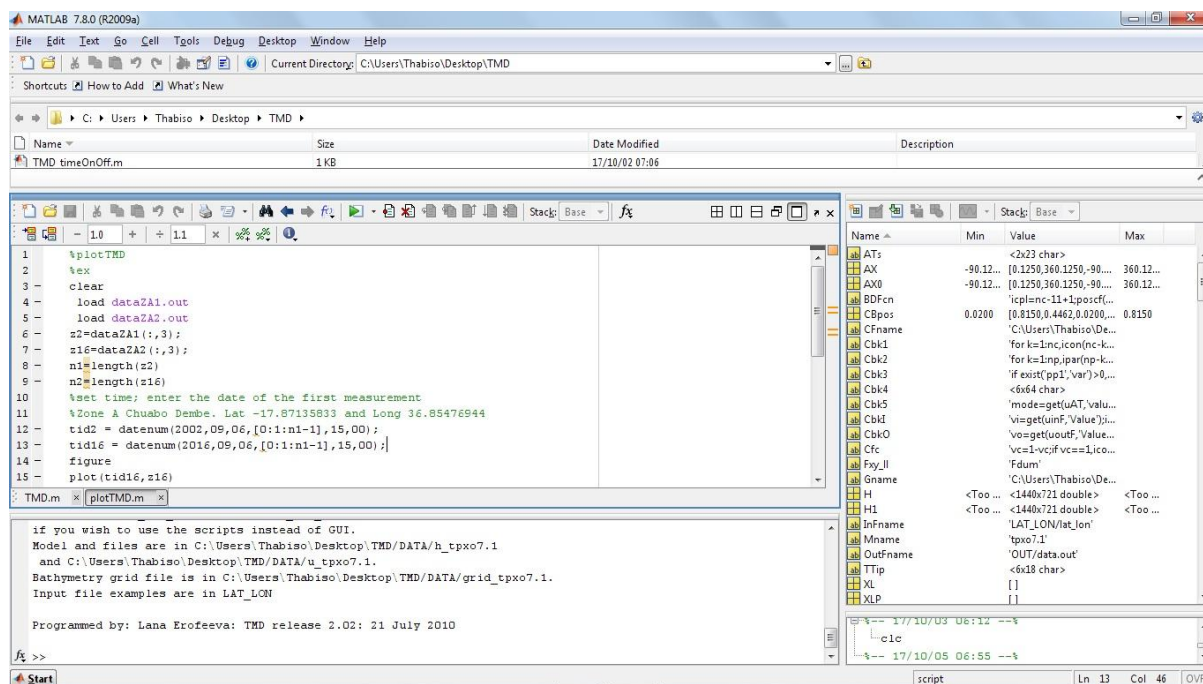 MATLAB 7.8.0 (R2009a)
File Edit Text Go Cell Tools Debug Desktop Window Help
Current Directory: C:\Users\Thabiso\Desktop\TMD
Shortcuts How to Add What's New
C: Users Thabiso Desktop TMD
Name Size Date Modified Description
TMD timeOnOff.m 1 KB 17/10/02 07:06
Stack: Base fx
1.0 1.1
1 %plotTMD
2 %ex
3 - clear
4 - load dataZA1.out
5 - load dataZA2.out
6 - z2=dataZA1(:,3);
7 - z16=dataZA2(:,3);
8 - n1=length(z2)
9 - n2=length(z16)
10 %set time; enter the date of the first measurement
11 %Zone A Chuabo Dembe. Lat -17.87135833 and Long 36.85476944
12 - tid2 = datenum(2002,09,06,[0:1:n1-1],15,00);
13 - tid16 = datenum(2016,09,06,[0:1:n1-1],15,00);
14 - figure
15 - plot(tid16,z16)
TMD.m plotTMD.m
if you wish to use the scripts instead of GUI.
Model and files are in C:\Users\Thabiso\Desktop\TMD/DATA/h_tpxo7.1
and C:\Users\Thabiso\Desktop\TMD/DATA/u_tpxo7.1.
Bathymetry grid file is in C:\Users\Thabiso\Desktop\TMD/DATA/grid_tpxo7.1.
Input file examples are in LAT_LON
Programmed by: Lana Erofeeva: TMD release 2.02: 21 July 2010
fx >>
Stack: Base
Name Min Value Max
ATs <2x23 char>
AX -90.12... [0.1250,360.1250,-90.... 360.12...
AX0 -90.12... [0.1250,360.1250,-90.... 360.12...
BDFcn 'icpl=nc-11+1;poscf(...
CBpos 0.0200 [0.8150,0.4462,0.0200,... 0.8150
CFname 'C:\Users\Thabiso\De...
Cbk1 'for k=1:nc,icon(nc-k...
Cbk2 'for k=1:np,ipar(np-k...
Cbk3 'if exist('pp1','var')>0,...
Cbk4 <6x64 char>
Cbk5 'mode=get(uAT,'valu...
CbkI 'vi=get(uinF,'Value');i...
CbkO 'vo=get(uoutF,'Value...
Cfc 'vc=1-vc;if vc==1,ico...
Fxy_ll 'Fdum'
Gname 'C:\Users\Thabiso\De...
H <Too ... <1440x721 double> <Too ...
H1 <Too ... <1440x721 double> <Too ...
InFname 'LAT_LON/lat_lon'
Mname 'tpxo7.1'
OutFname 'OUT/data.out'
TTip <6x18 char>
XL []
XLP []
%-- 17/10/03 06:12 --%
clc
%-- 17/10/05 06:55 --%
Start script Ln 13 Col 46